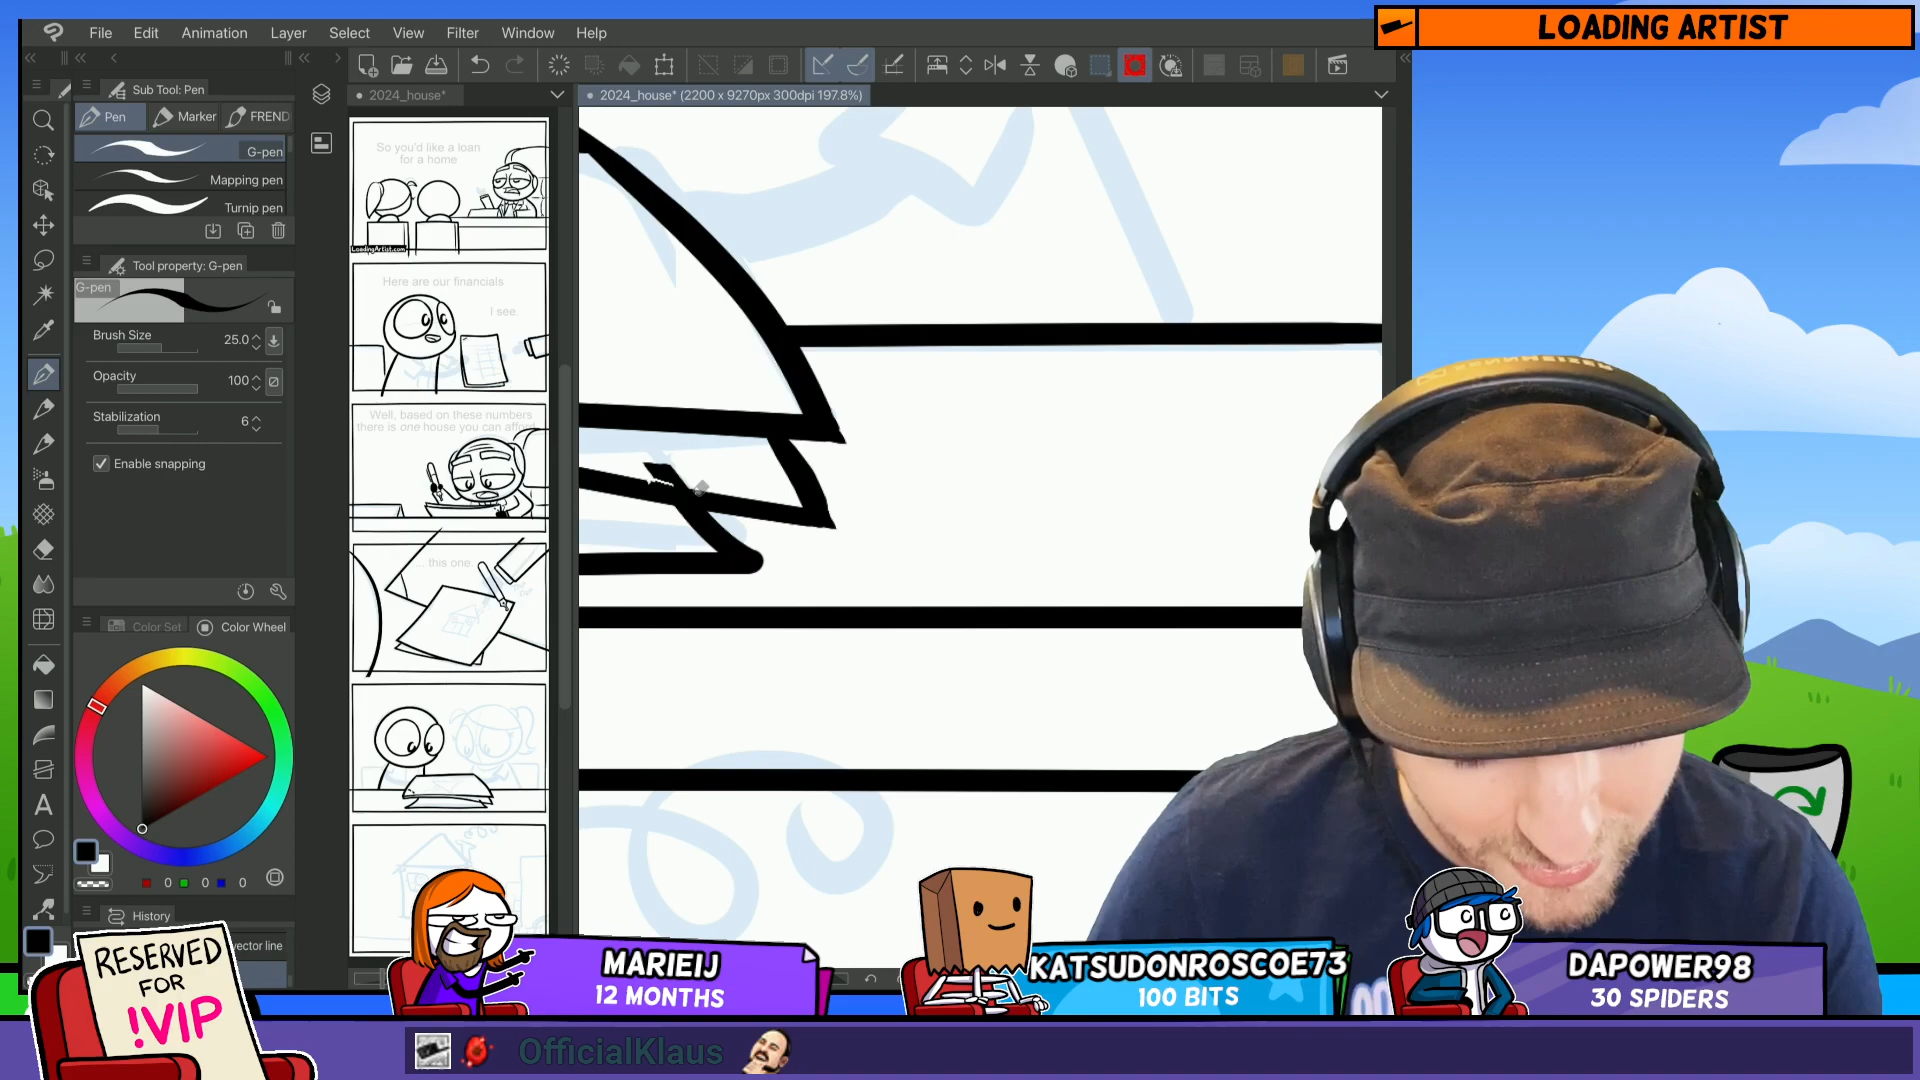 LOADING ARTIST
File Edit Animation Layer Select View Filter Window Help
Sub Tool: Pen
2024_house*
2024_house* (2200 x 9270px 300dpi 197.8%)
Pen Marker FREND
G-pen
Mapping pen
Turnip pen
Tool property: G-pen
G-pen
Brush Size 25.0
Opacity 100
Stabilization 6
Enable snapping
Color Set Color Wheel
0 0 0
History
vector line
So you'd like a loan
for a home
LoadingArtist.com
Here are our financials
I see.
Well, based on these numbers
there is one house you can afford
... this one.
RESERVED
FOR
!VIP
MARIEIJ
12 MONTHS
KATSUDONROSCOE73
100 BITS
DAPOWER98
30 SPIDERS
OfficialKlaus